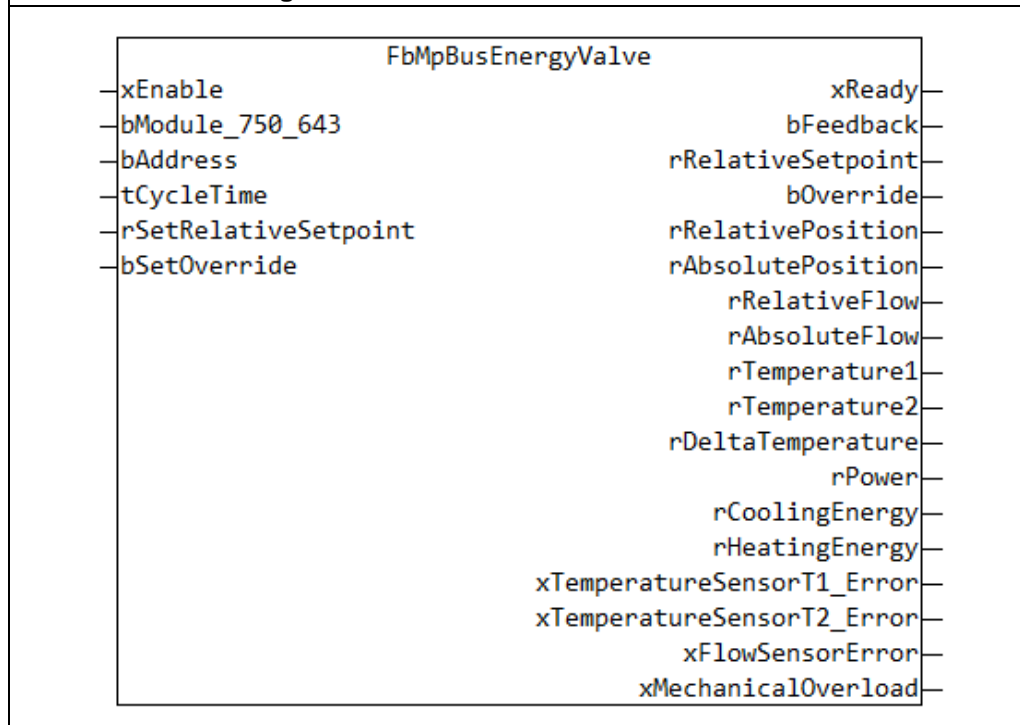 FbMpBusEnergyValve
xEnable xReady
bModule_750_643 bFeedback
bAddress rRelativeSetpoint
tCycleTime bOverride
rSetRelativeSetpoint rRelativePosition
bSetOverride rAbsolutePosition
rRelativeFlow
rAbsoluteFlow
rTemperature1
rTemperature2
rDeltaTemperature
rPower
rCoolingEnergy
rHeatingEnergy
xTemperatureSensorT1_Error
xTemperatureSensorT2_Error
xFlowSensorError
xMechanicalOverload